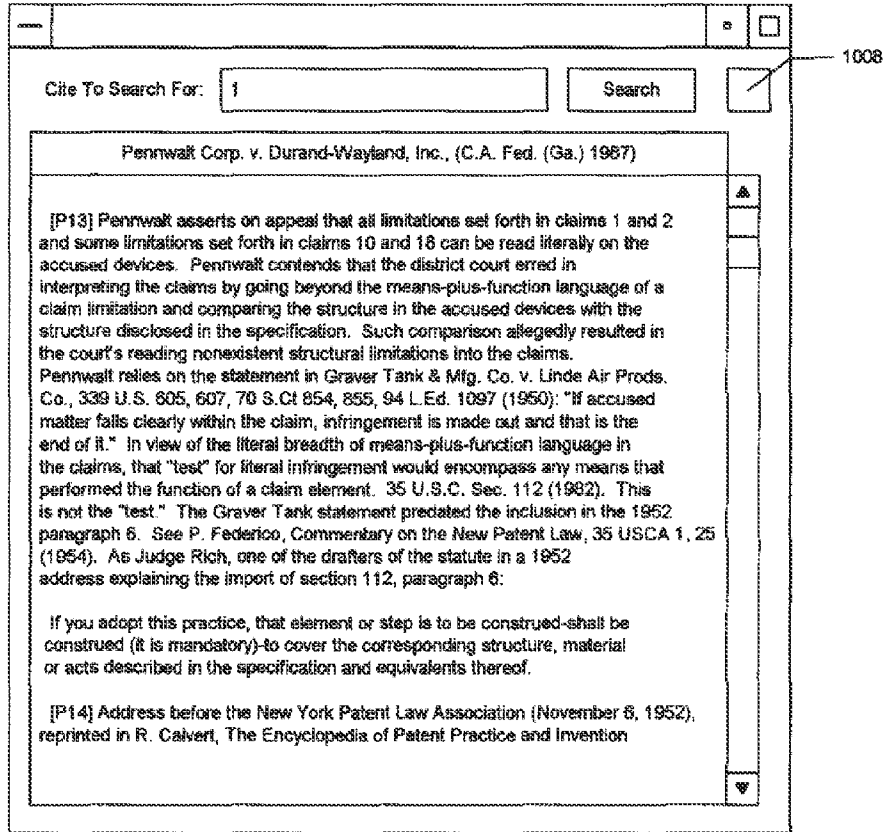 1008
Cite To Search For: 1 Search
Pennwalt Corp. v. Durand-Wayland, Inc., (C.A. Fed. (Ga.) 1987)
[P13] Pennwalt asserts on appeal that all limitations set forth in claims 1 and 2
and some limitations set forth in claims 10 and 18 can be read literally on the
accused devices. Pennwalt contends that the district court erred in
interpreting the claims by going beyond the means-plus-function language of a
claim limitation and comparing the structure in the accused devices with the
structure disclosed in the specification. Such comparison allegedly resulted in
the court's reading nonexistent structural limitations into the claims.
Pennwalt relies on the statement in Graver Tank & Mfg. Co. v. Linde Air Prods.
Co., 339 U.S. 605, 607, 70 S.Ct 854, 855, 94 L.Ed. 1097 (1950): "If accused
matter falls clearly within the claim, infringement is made out and that is the
end of it." In view of the literal breadth of means-plus-function language in
the claims, that "test" for literal infringement would encompass any means that
performed the function of a claim element. 35 U.S.C. Sec. 112 (1982). This
is not the "test." The Graver Tank statement predated the inclusion in the 1952
paragraph 6. See P. Federico, Commentary on the New Patent Law, 35 USCA 1, 25
(1954). As Judge Rich, one of the drafters of the statute in a 1952
address explaining the import of section 112, paragraph 6:
If you adopt this practice, that element or step is to be construed-shall be
construed (it is mandatory)-to cover the corresponding structure, material
or acts described in the specification and equivalents thereof.
[P14] Address before the New York Patent Law Association (November 6, 1952),
reprinted in R. Calvert, The Encyclopedia of Patent Practice and Invention